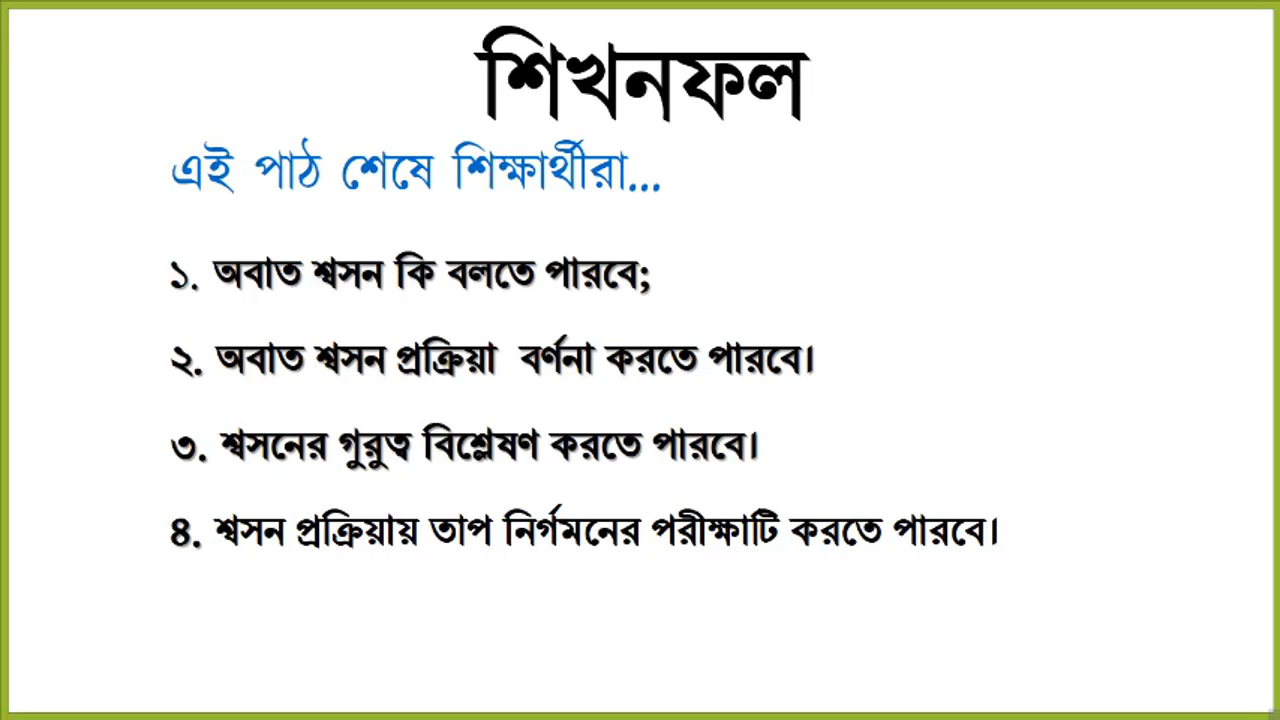 শিখনফল
এই পাঠ শেষে শিক্ষার্থীরা...
১. অবাত শ্বসন কি বলতে পারবে;
২. অবাত শ্বসন প্রক্রিয়া বর্ণনা করতে পারবে।
৩. শ্বসনের গুরুত্ব বিশ্লেষণ করতে পারবে।
৪. শ্বসন প্রক্রিয়ায় তাপ নির্গমনের পরীক্ষাটি করতে পারবে।